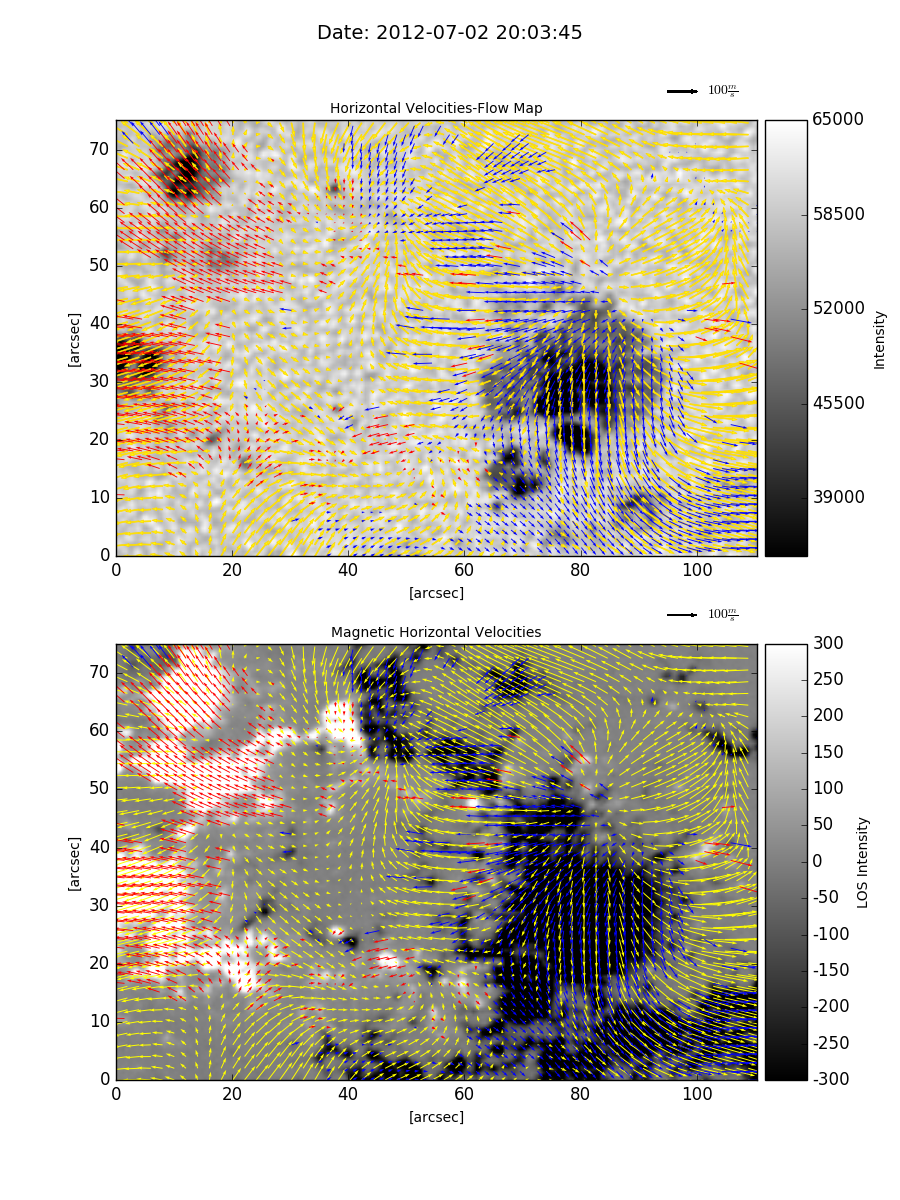 Date: 2012-07-02 20:03:45
100 m/s
Horizontal Velocities-Flow Map
70
60
50
40
30
20
10
0
[arcsec]
0 20 40 60 80 100
[arcsec]
65000
58500
52000
45500
39000
Intensity
100 m/s
Magnetic Horizontal Velocities
70
60
50
40
30
20
10
0
[arcsec]
0 20 40 60 80 100
[arcsec]
300
250
200
150
100
50
0
-50
-100
-150
-200
-250
-300
LOS Intensity